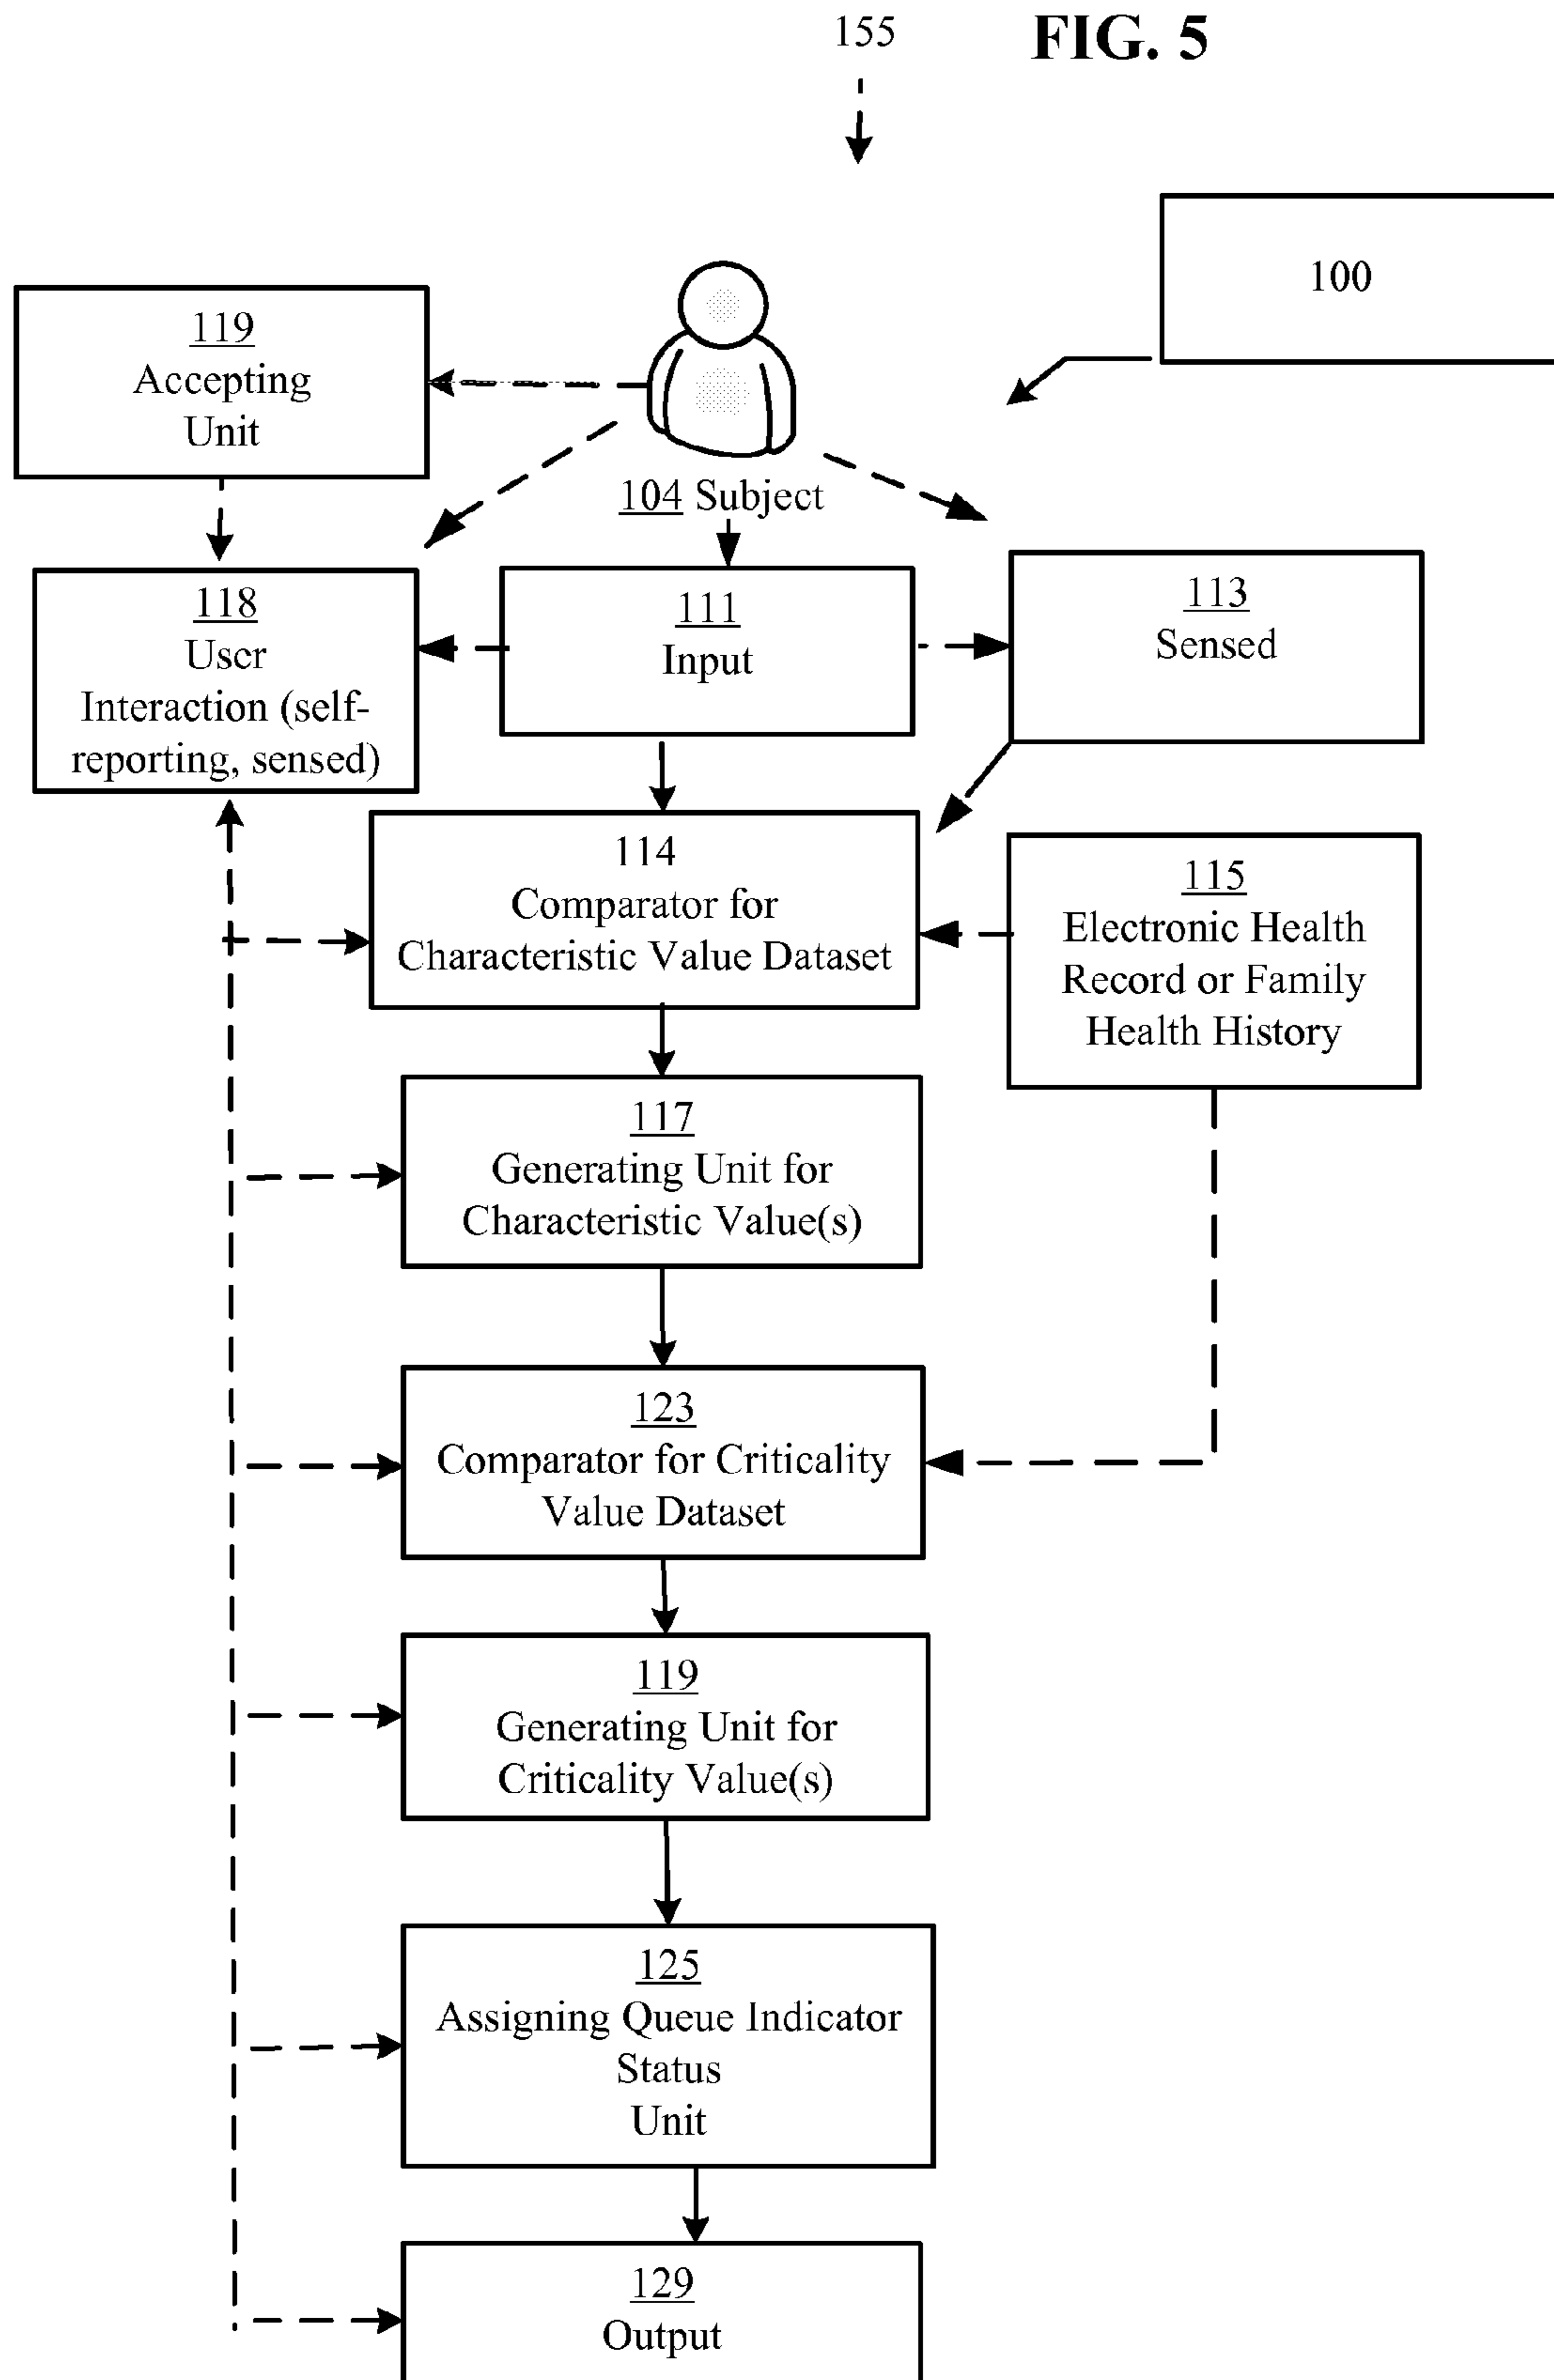 155
FIG. 5
100
119
Accepting
Unit
104 Subject
118
User
Interaction (self-
reporting, sensed)
111
Input
113
Sensed
114
Comparator for
Characteristic Value Dataset
115
Electronic Health
Record or Family
Health History
117
Generating Unit for
Characteristic Value(s)
123
Comparator for Criticality
Value Dataset
119
Generating Unit for
Criticality Value(s)
125
Assigning Queue Indicator
Status
Unit
129
Output